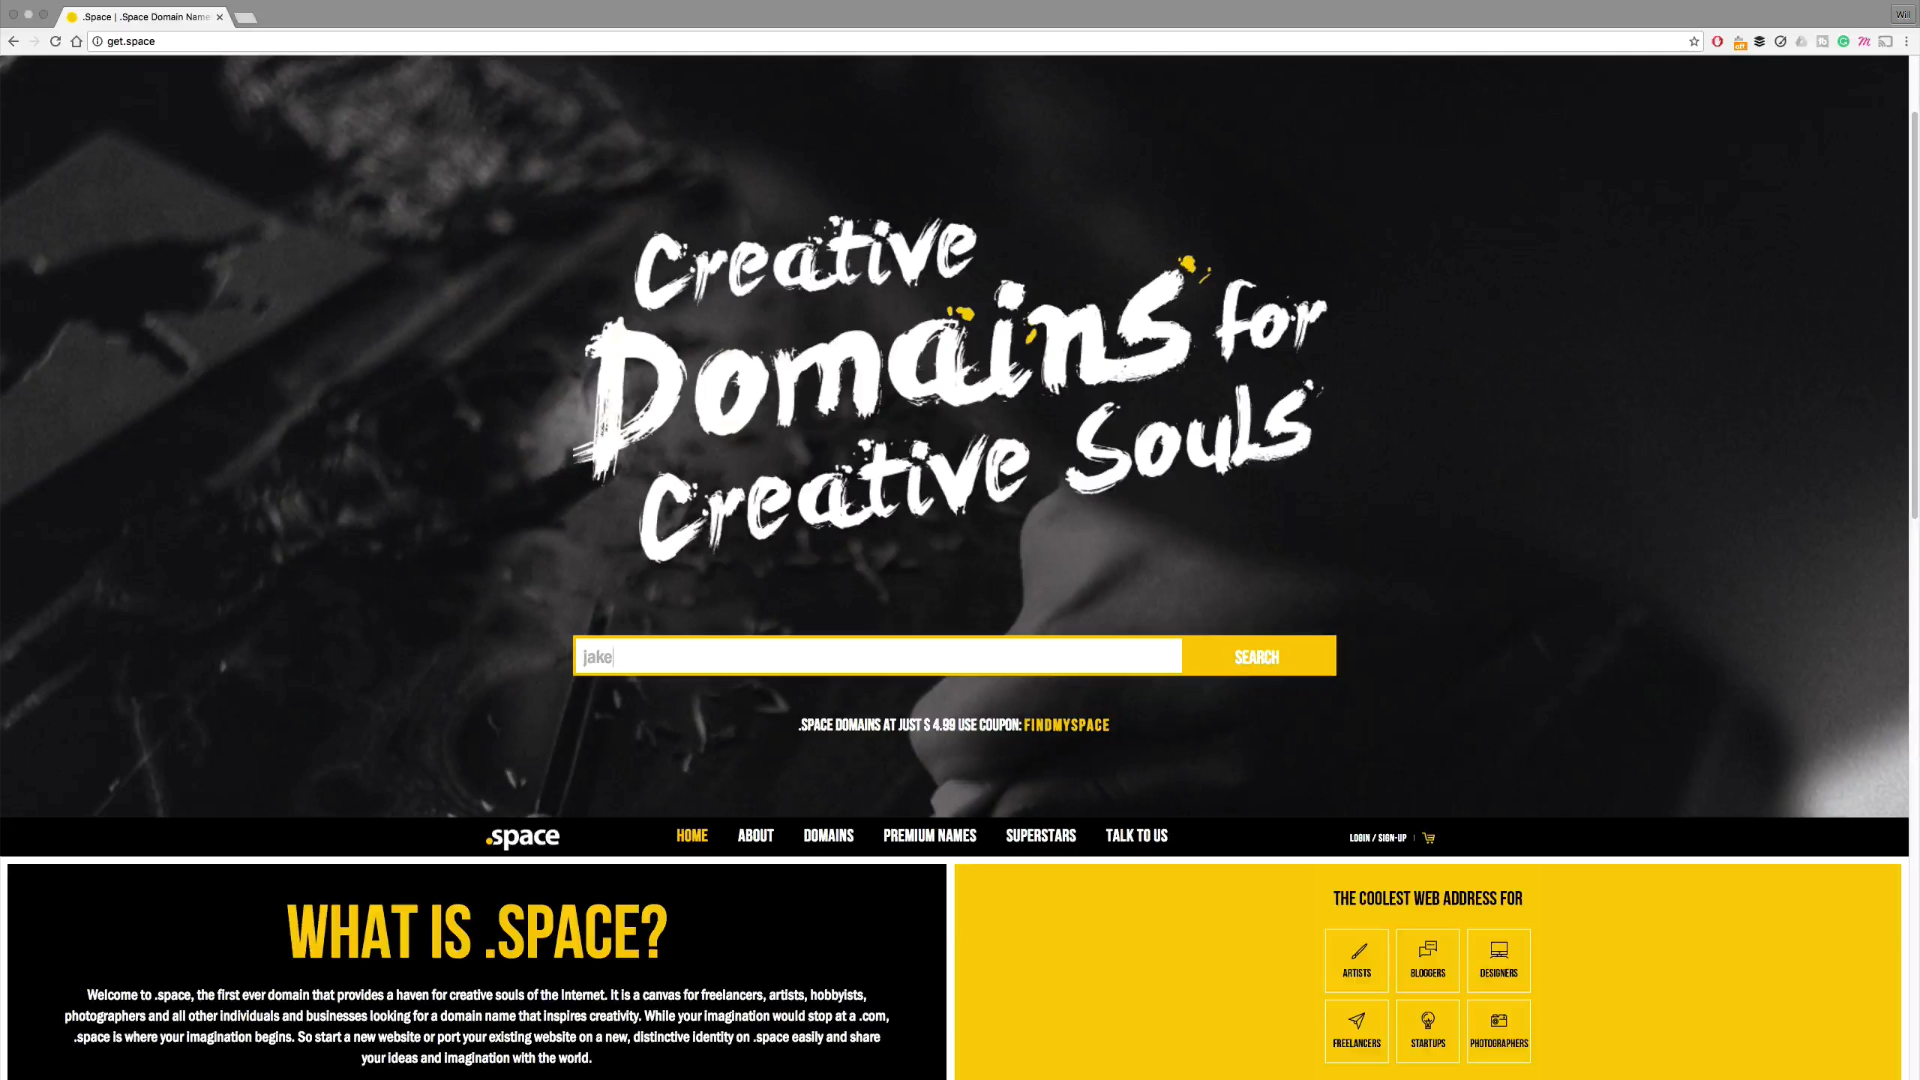 .Space | .Space Domain Name
Will
get.space
Creative
Domains for
Creative Souls
jake
SEARCH
.SPACE DOMAINS AT JUST $ 4.99 USE COUPON: FINDMYSPACE
.space
HOME
ABOUT
DOMAINS
PREMIUM NAMES
SUPERSTARS
TALK TO US
LOGIN / SIGN-UP
WHAT IS .SPACE?
Welcome to .space, the first ever domain that provides a haven for creative souls of the Internet. It is a canvas for freelancers, artists, hobbyists,
photographers and all other individuals and businesses looking for a domain name that inspires creativity. While your imagination would stop at a .com,
.space is where your imagination begins. So start a new website or port your existing website on a new, distinctive identity on .space easily and share
your ideas and imagination with the world.
THE COOLEST WEB ADDRESS FOR
ARTISTS
BLOGGERS
DESIGNERS
FREELANCERS
STARTUPS
PHOTOGRAPHERS